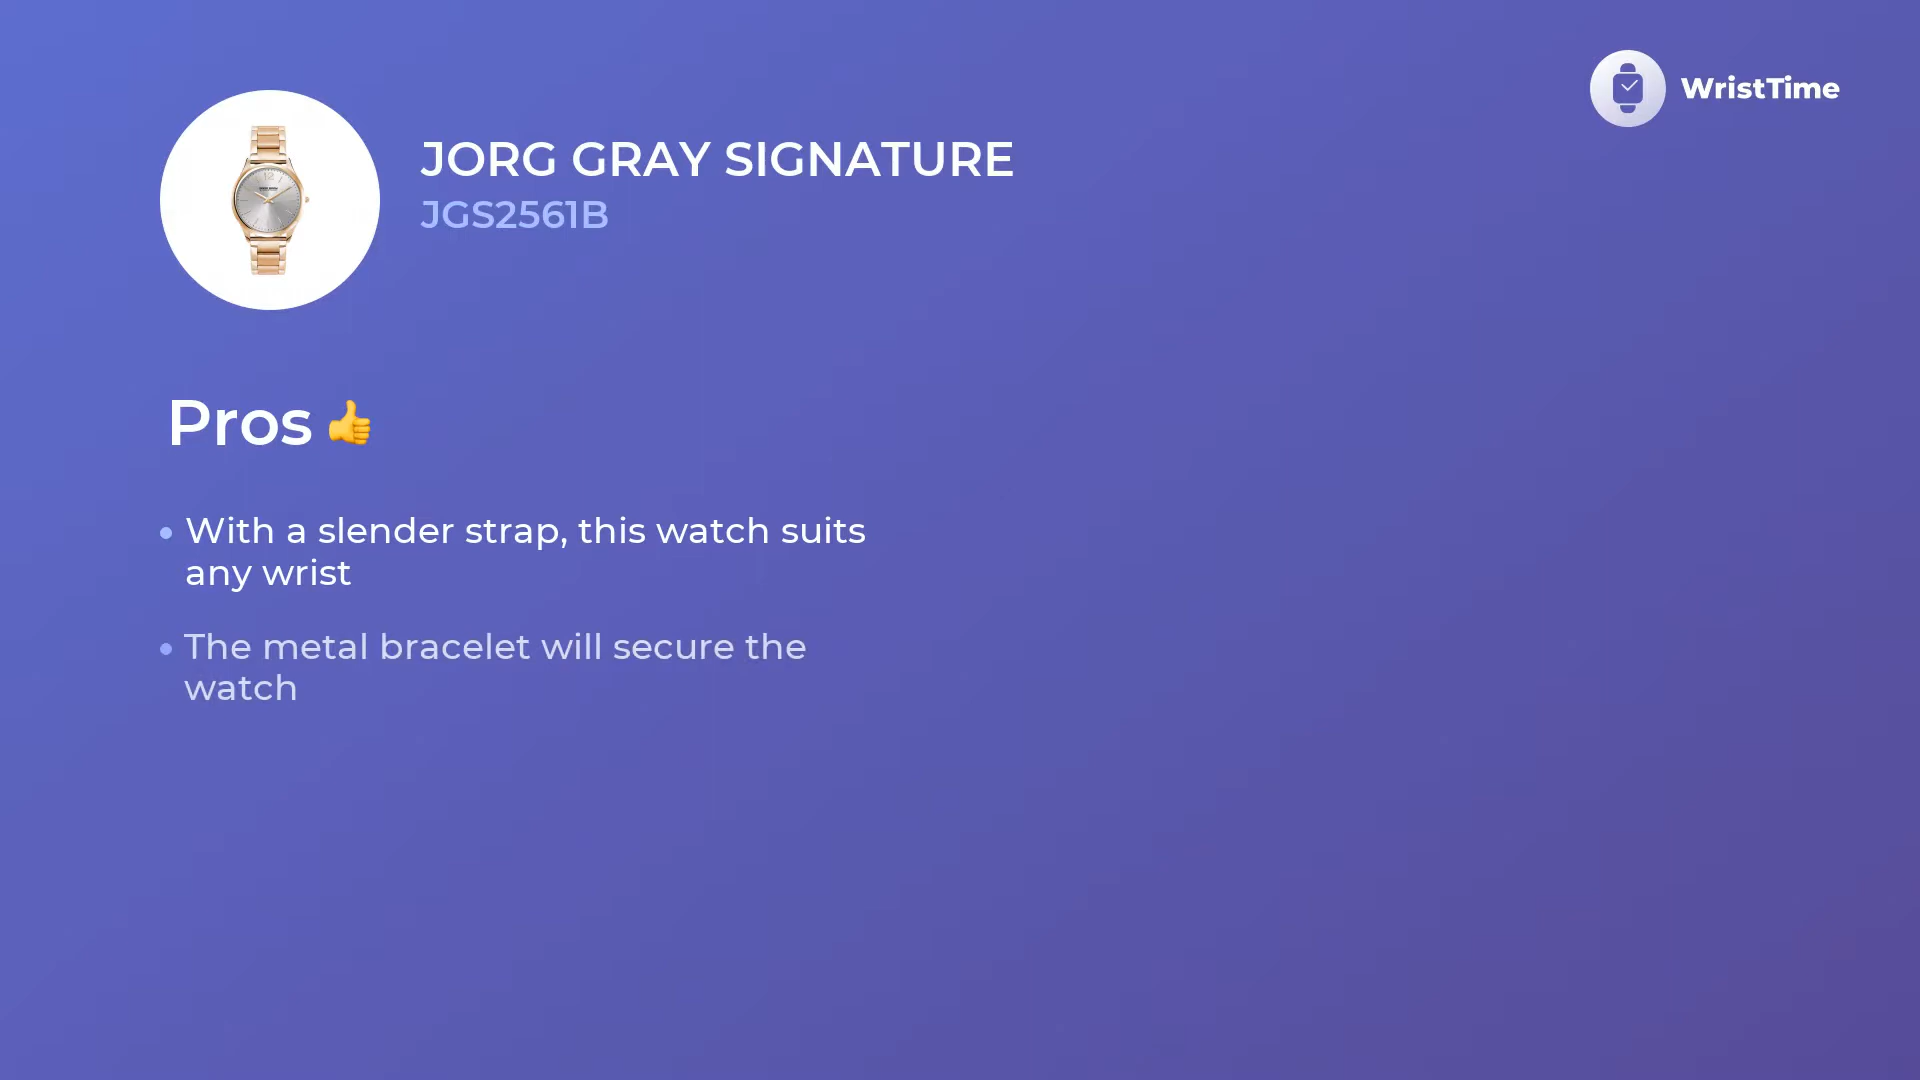 WristTime
JORG GRAY SIGNATURE
JGS2561B
Pros
With a slender strap, this watch suits
any wrist
The metal bracelet will secure the
watch